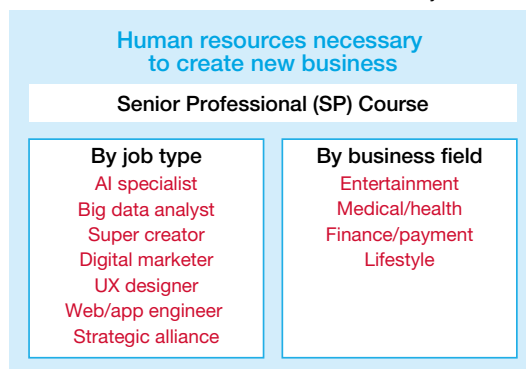 Human resources necessary
to create new business
Senior Professional (SP) Course
By job type
AI specialist
Big data analyst
Super creator
Digital marketer
UX designer
Web/app engineer
Strategic alliance
By business field
Entertainment
Medical/health
Finance/payment
Lifestyle